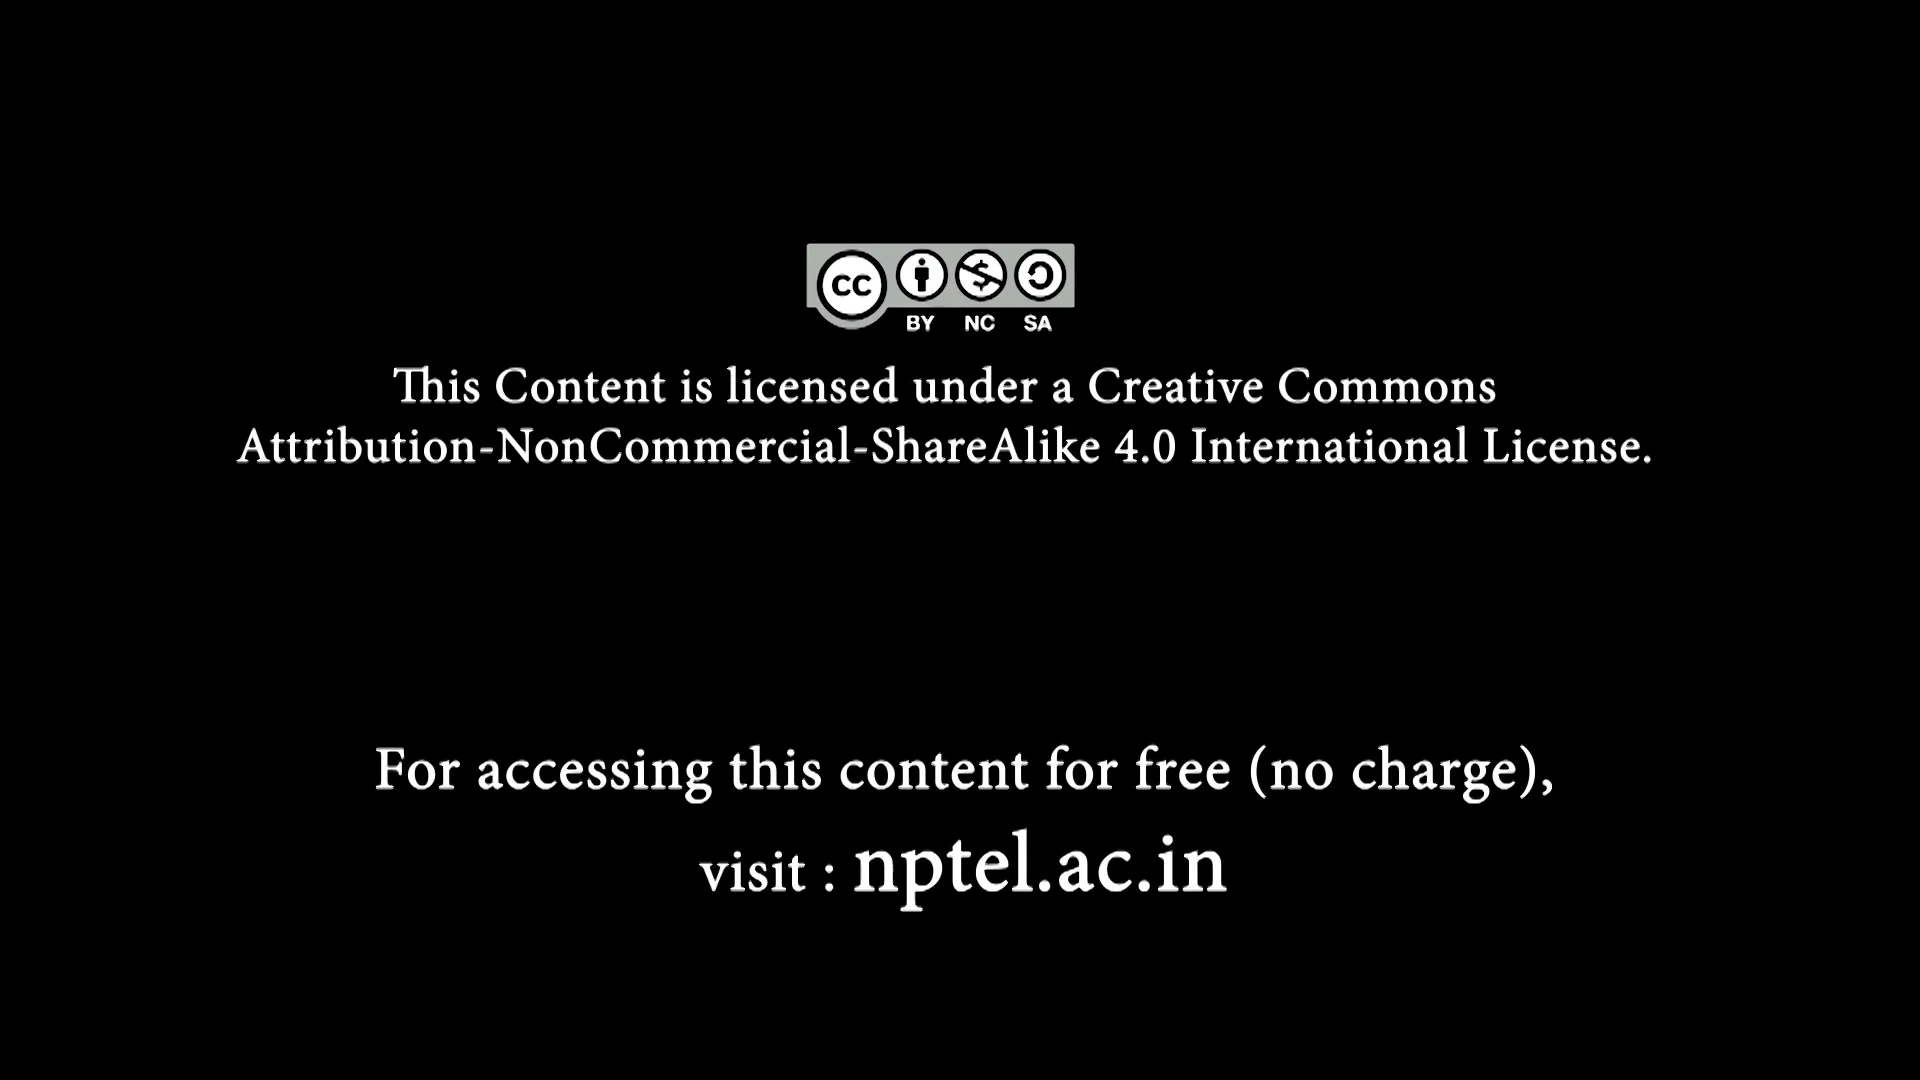 CC BY NC SA
This Content is licensed under a Creative Commons
Attribution-NonCommercial-ShareAlike 4.0 International License.
For accessing this content for free (no charge),
visit : nptel.ac.in